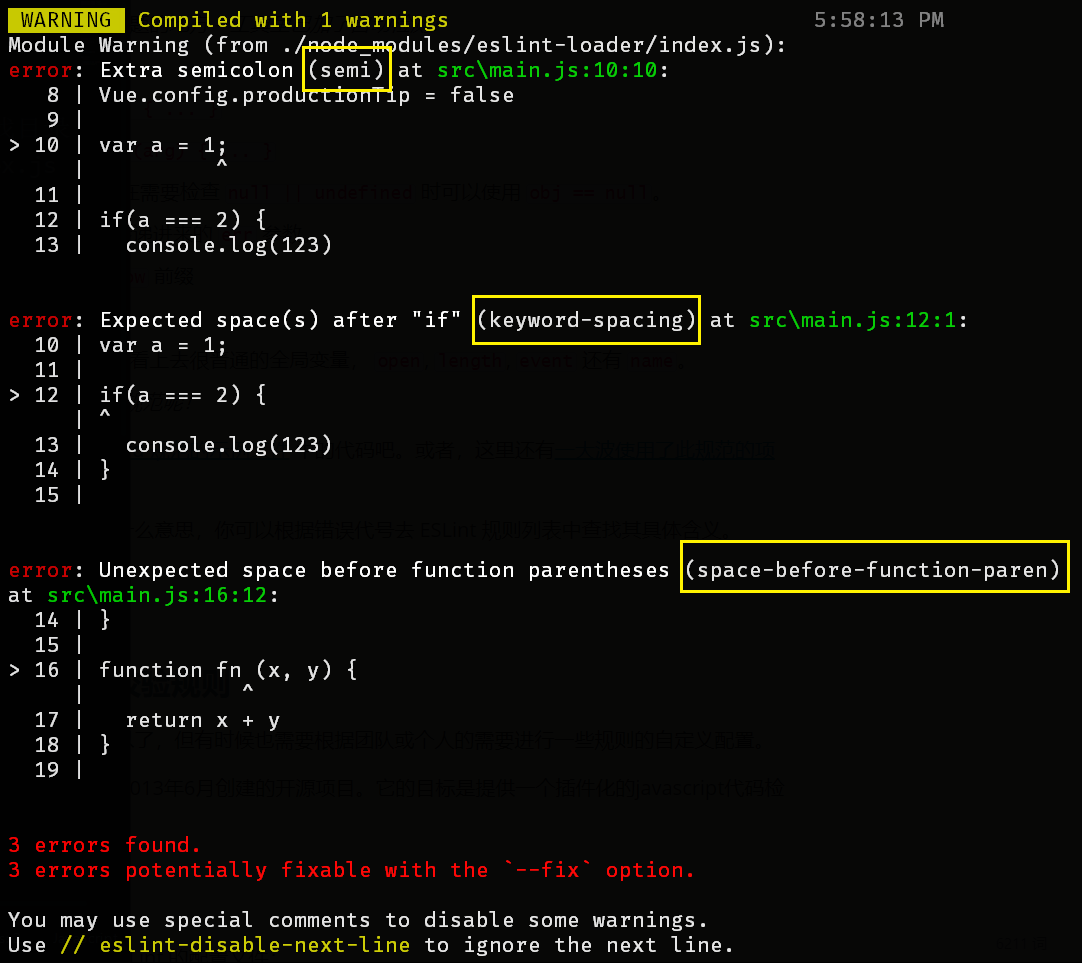 WARNING  Compiled with 1 warnings 5:58:13 PM
Module Warning (from ./node_modules/eslint-loader/index.js):
error: Extra semicolon (semi) at src\main.js:10:10:
   8 | Vue.config.productionTip = false
   9 |
> 10 | var a = 1;
     |          ^
  11 |
  12 | if(a === 2) {
  13 |   console.log(123)
error: Expected space(s) after "if" (keyword-spacing) at src\main.js:12:1:
  10 | var a = 1;
  11 |
> 12 | if(a === 2) {
     | ^
  13 |   console.log(123)
  14 | }
  15 |
error: Unexpected space before function parentheses (space-before-function-paren)
at src\main.js:16:12:
  14 | }
  15 |
> 16 | function fn (x, y) {
     |            ^
  17 |   return x + y
  18 | }
  19 |
3 errors found.
3 errors potentially fixable with the `--fix` option.
You may use special comments to disable some warnings.
Use // eslint-disable-next-line to ignore the next line.